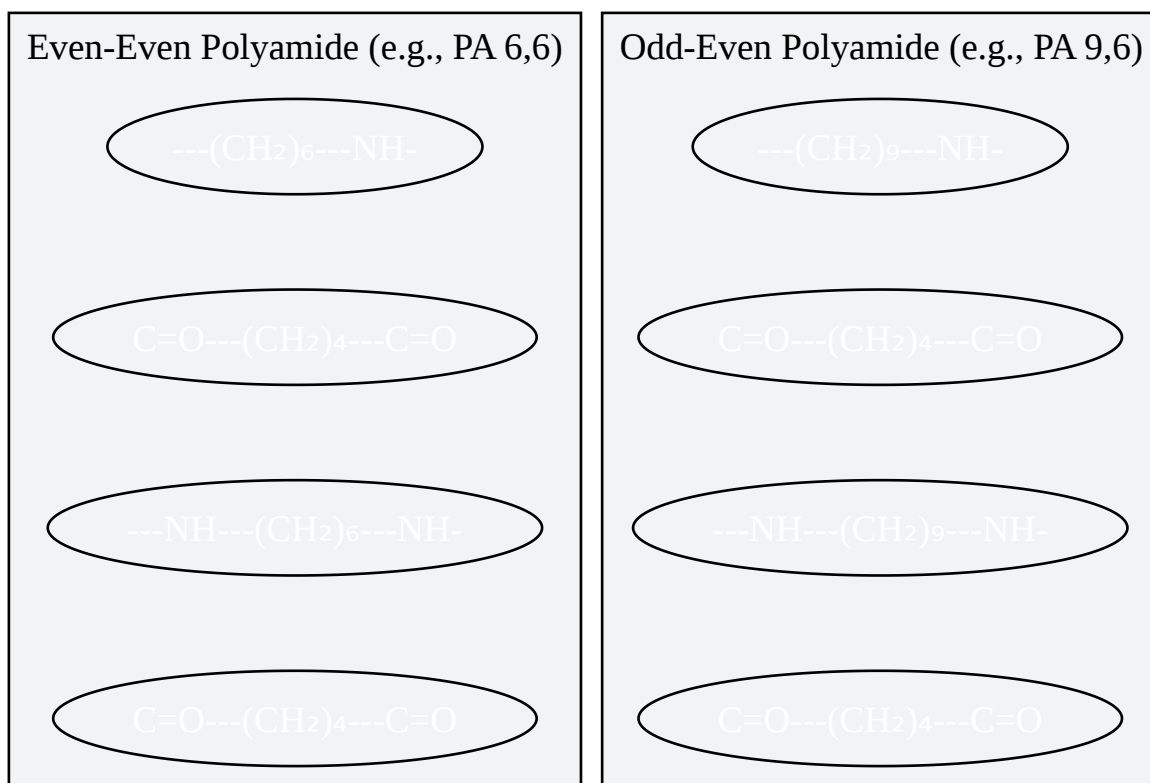 Even-Even Polyamide (e.g., PA 6,6)
---(CH₂)₆---NH-
C=O---(CH₂)₄---C=O
---NH---(CH₂)₆---NH-
C=O---(CH₂)₄---C=O
Odd-Even Polyamide (e.g., PA 9,6)
---(CH₂)₉---NH-
C=O---(CH₂)₄---C=O
---NH---(CH₂)₉---NH-
C=O---(CH₂)₄---C=O